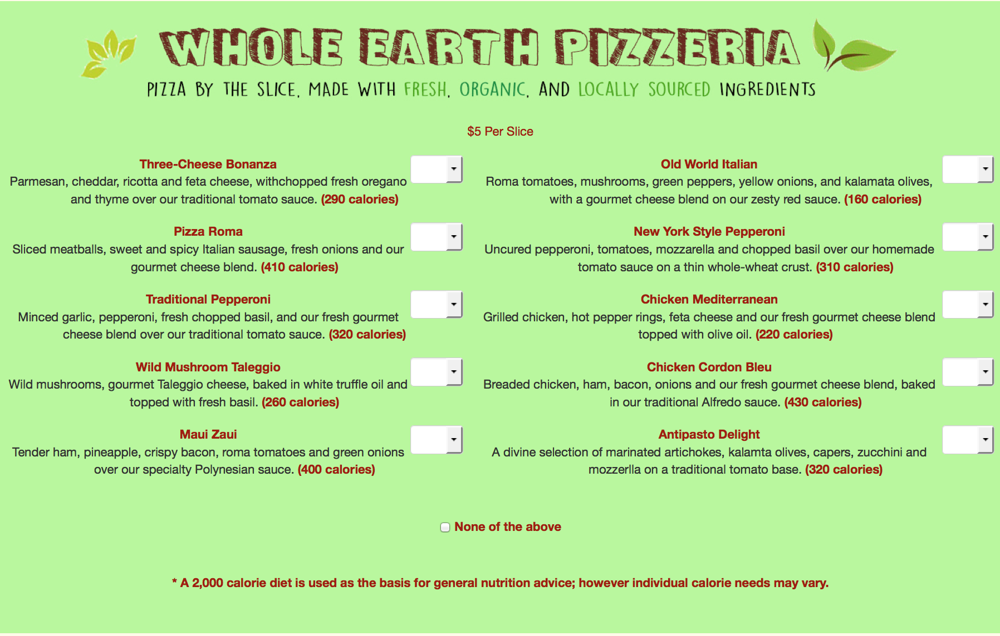 WHOLE EARTH PIZZERIA
PIZZA BY THE SLICE, MADE WITH FRESH, ORGANIC, AND LOCALLY SOURCED INGREDIENTS
$5 Per Slice
Three-Cheese Bonanza
Parmesan, cheddar, ricotta and feta cheese, withchopped fresh oregano
and thyme over our traditional tomato sauce. (290 calories)
Old World Italian
Roma tomatoes, mushrooms, green peppers, yellow onions, and kalamata olives,
with a gourmet cheese blend on our zesty red sauce. (160 calories)
Pizza Roma
Sliced meatballs, sweet and spicy Italian sausage, fresh onions and our
gourmet cheese blend. (410 calories)
New York Style Pepperoni
Uncured pepperoni, tomatoes, mozzarella and chopped basil over our homemade
tomato sauce on a thin whole-wheat crust. (310 calories)
Traditional Pepperoni
Minced garlic, pepperoni, fresh chopped basil, and our fresh gourmet
cheese blend over our traditional tomato sauce. (320 calories)
Chicken Mediterranean
Grilled chicken, hot pepper rings, feta cheese and our fresh gourmet cheese blend
topped with olive oil. (220 calories)
Wild Mushroom Taleggio
Wild mushrooms, gourmet Taleggio cheese, baked in white truffle oil and
topped with fresh basil. (260 calories)
Chicken Cordon Bleu
Breaded chicken, ham, bacon, onions and our fresh gourmet cheese blend, baked
in our traditional Alfredo sauce. (430 calories)
Maui Zaui
Tender ham, pineapple, crispy bacon, roma tomatoes and green onions
over our specialty Polynesian sauce. (400 calories)
Antipasto Delight
A divine selection of marinated artichokes, kalamta olives, capers, zucchini and
mozzerlla on a traditional tomato base. (320 calories)
None of the above
* A 2,000 calorie diet is used as the basis for general nutrition advice; however individual calorie needs may vary.